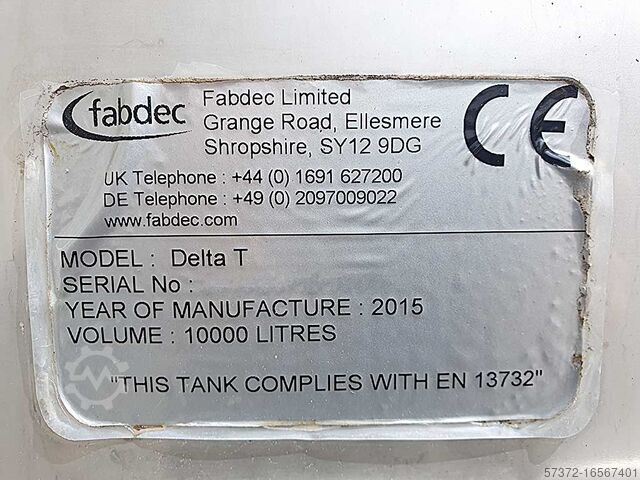 fabdec
Fabdec Limited
Grange Road, Ellesmere
Shropshire, SY12 9DG
CE
UK Telephone : +44 (0) 1691 627200
DE Telephone : +49 (0) 2097009022
www.fabdec.com
MODEL : Delta T
SERIAL No :
YEAR OF MANUFACTURE : 2015
VOLUME : 10000 LITRES
"THIS TANK COMPLIES WITH EN 13732"
57372-16567401